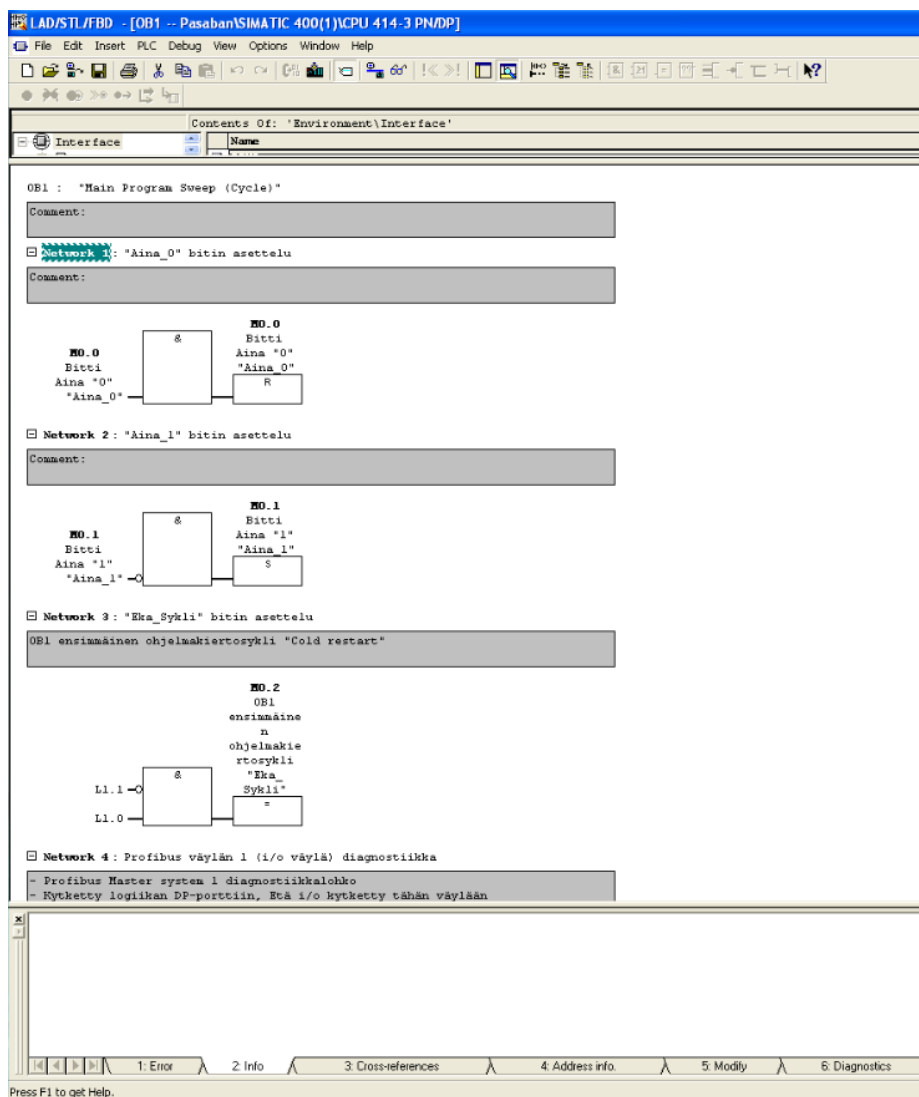 LAD/STL/FBD - [OB1 -- Pasaban\SIMATIC 400(1)\CPU 414-3 PN/DP]
File Edit Insert PLC Debug View Options Window Help
Contents Of: 'Environment\Interface'
Interface
Name
OB1 : "Main Program Sweep (Cycle)"
Comment:
Network 1: "Aina_0" bitin asettelu
Comment:
M0.0
Bitti
Aina "0"
"Aina_0"
&
M0.0
Bitti
Aina "0"
"Aina_0"
R
Network 2: "Aina_1" bitin asettelu
Comment:
M0.1
Bitti
Aina "1"
"Aina_1"
&
M0.1
Bitti
Aina "1"
"Aina_1"
S
Network 3: "Eka_Sykli" bitin asettelu
OB1 ensimmäinen ohjelmakiertosykli "Cold restart"
M0.2
OB1
ensimmäine
n
ohjelmakie
rtosykli
"Eka_
Sykli"
=
&
L1.1
L1.0
Network 4: Profibus väylän 1 (i/o väylä) diagnostiikka
- Profibus Master system 1 diagnostiikkalohko
- Kytketty logiikan DP-porttiin, Etä i/o kytketty tähän väylään
1: Error
2: Info
3: Cross-references
4: Address info.
5: Modify
6: Diagnostics
Press F1 to get Help.